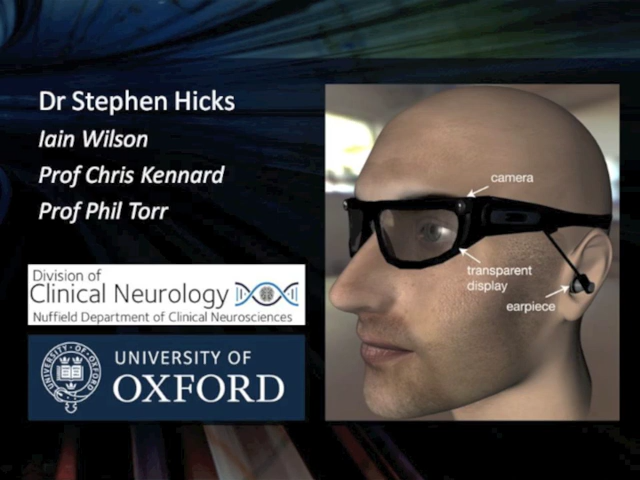 Dr Stephen Hicks
Iain Wilson
Prof Chris Kennard
Prof Phil Torr
Division of
Clinical Neurology
Nuffield Department of Clinical Neurosciences
UNIVERSITY OF
OXFORD
camera
transparent
display
earpiece